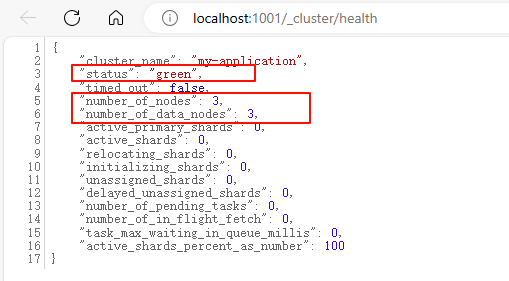 localhost:1001/_cluster/health
1 {
2 "cluster_name": "my-application",
3 "status": "green",
4 "timed_out": false,
5 "number_of_nodes": 3,
6 "number_of_data_nodes": 3,
7 "active_primary_shards": 0,
8 "active_shards": 0,
9 "relocating_shards": 0,
10 "initializing_shards": 0,
11 "unassigned_shards": 0,
12 "delayed_unassigned_shards": 0,
13 "number_of_pending_tasks": 0,
14 "number_of_in_flight_fetch": 0,
15 "task_max_waiting_in_queue_millis": 0,
16 "active_shards_percent_as_number": 100
17 }